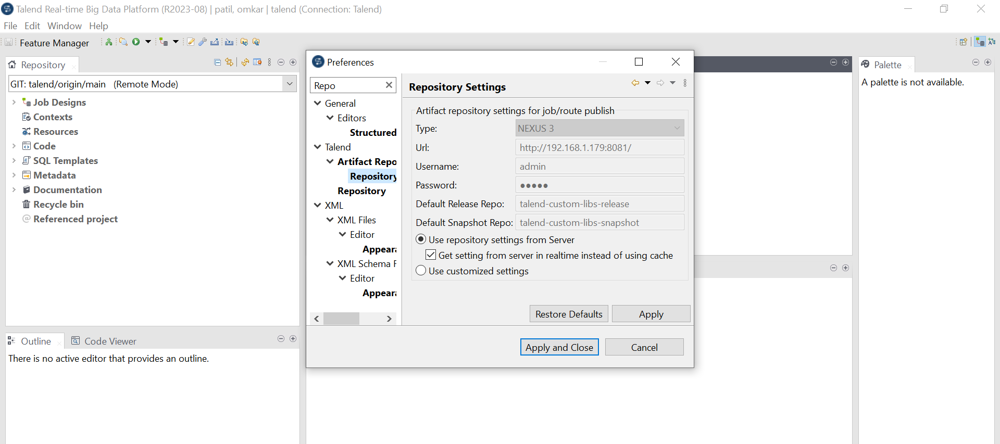 Talend Real-time Big Data Platform (R2023-08) | patil, omkar | talend (Connection: Talend)
File Edit Window Help
Feature Manager
Repository
GIT: talend/origin/main (Remote Mode)
Job Designs
Contexts
Resources
Code
SQL Templates
Metadata
Documentation
Recycle bin
Referenced project
Outline
Code Viewer
There is no active editor that provides an outline.
Preferences
Repo
General
Editors
Structured
Talend
Artifact Repo
Repository
Repository
XML
XML Files
Editor
Appeara
XML Schema F
Editor
Appeara
Repository Settings
Artifact repository settings for job/route publish
Type: NEXUS 3
Url: http://192.168.1.179:8081/
Username: admin
Password: ●●●●●
Default Release Repo: talend-custom-libs-release
Default Snapshot Repo: talend-custom-libs-snapshot
Use repository settings from Server
Get setting from server in realtime instead of using cache
Use customized settings
Restore Defaults Apply
Apply and Close Cancel
Palette
A palette is not available.